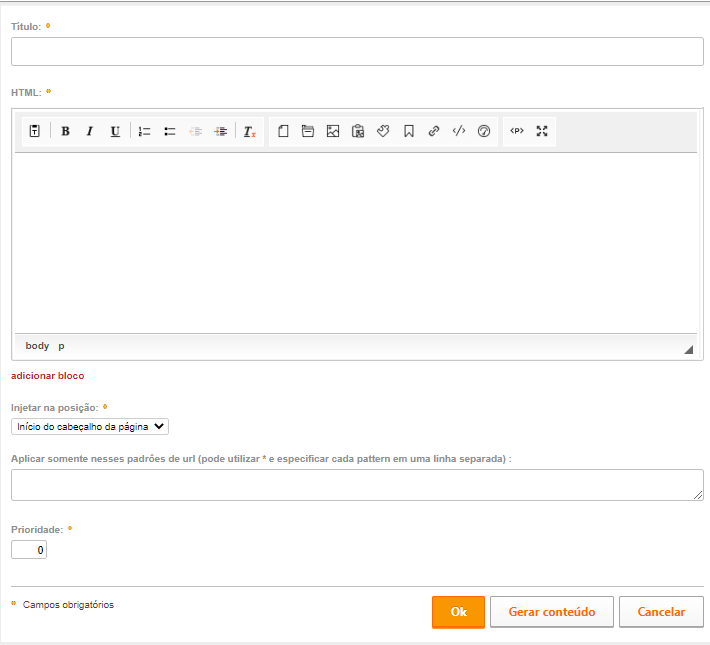 Título:
HTML:
B I U Tx
body p
adicionar bloco
Injetar na posição:
Início do cabeçalho da página
Aplicar somente nesses padrões de url (pode utilizar * e especificar cada pattern em uma linha separada) :
Prioridade:
0
Campos obrigatórios
Ok Gerar conteúdo Cancelar